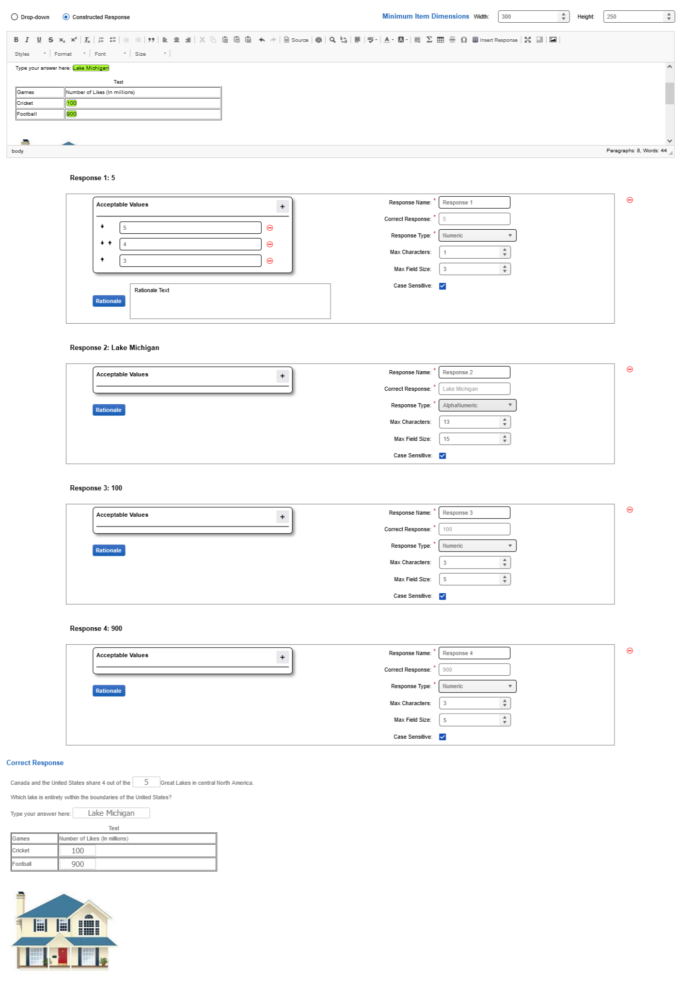 Drop-down Constructed Response Minimum Item Dimensions Width: 300 Height: 250
Source Insert Response
Styles Format Font Size
Type your answer here: Lake Michigan
Test
Games Number of Likes (In millions)
Cricket 100
Football 900
body Paragraphs: 8, Words: 44
Response 1: 5
Acceptable Values +
5
4
3
Rationale
Rationale Text
Response Name: * Response 1
Correct Response: * 5
Response Type: * Numeric
Max Characters: 1
Max Field Size: 3
Case Sensitive:
Response 2: Lake Michigan
Acceptable Values +
Rationale
Response Name: * Response 2
Correct Response: * Lake Michigan
Response Type: * AlphaNumeric
Max Characters: 13
Max Field Size: 15
Case Sensitive:
Response 3: 100
Acceptable Values +
Rationale
Response Name: * Response 3
Correct Response: * 100
Response Type: * Numeric
Max Characters: 3
Max Field Size: 5
Case Sensitive:
Response 4: 900
Acceptable Values +
Rationale
Response Name: * Response 4
Correct Response: * 900
Response Type: * Numeric
Max Characters: 3
Max Field Size: 5
Case Sensitive:
Correct Response
Canada and the United States share 4 out of the 5 Great Lakes in central North America.
Which lake is entirely within the boundaries of the United States?
Type your answer here: Lake Michigan
Test
Games Number of Likes (In millions)
Cricket 100
Football 900